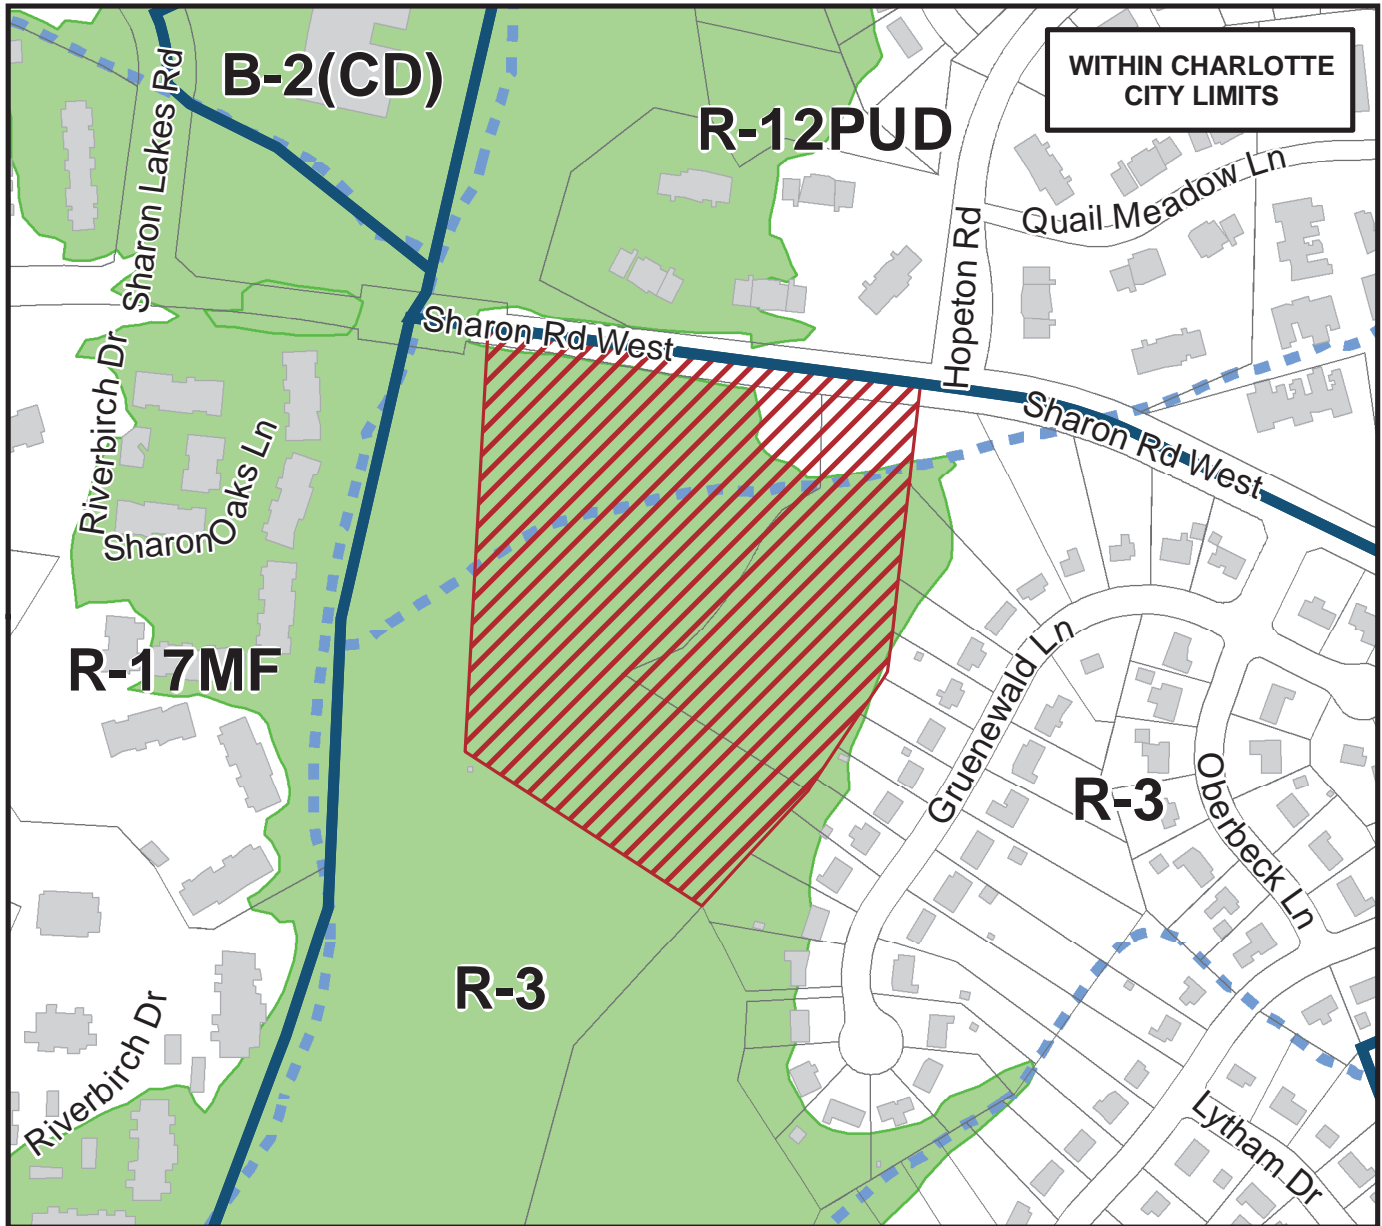 WITHIN CHARLOTTE
CITY LIMITS
B-2(CD)
R-12PUD
Sharon Lakes Rd
Quail Meadow Ln
Hopeton Rd
Sharon Rd West
Riverbirch Dr
Sharon Oaks Ln
Sharon Rd West
R-17MF
Gruenewald Ln
R-3
Oberbeck Ln
R-3
Riverbirch Dr
Lytham Dr